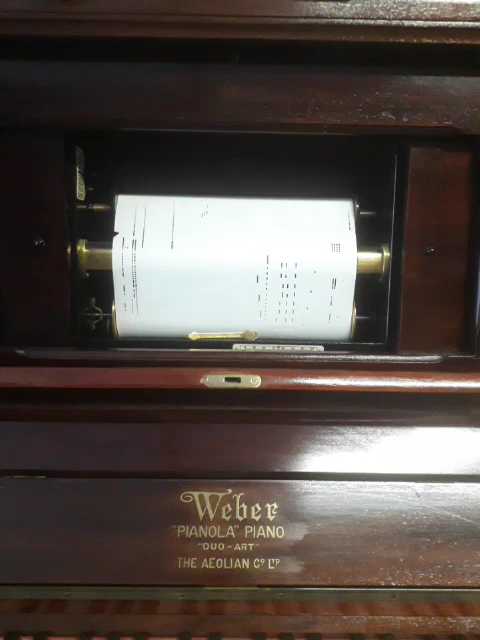 Weber
"PIANOLA" PIANO
"DUO-ART"
THE AEOLIAN Cº LTD